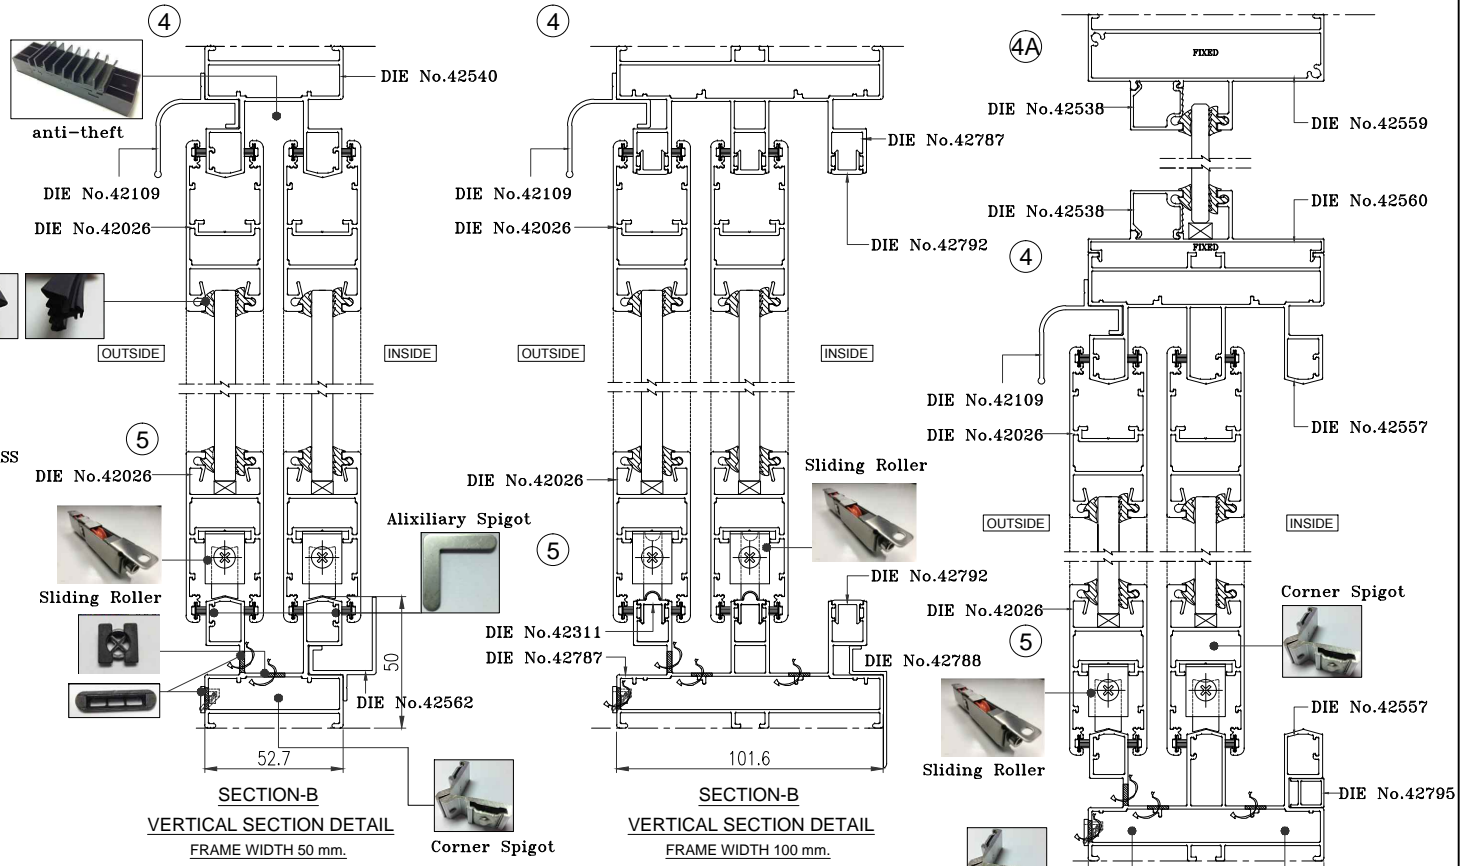 4
anti-theft
DIE No.42540
DIE No.42109
DIE No.42026
OUTSIDE
INSIDE
5
SS
DIE No.42026
Sliding Roller
Alixiliary Spigot
50
DIE No.42562
52.7
SECTION-B
VERTICAL SECTION DETAIL
FRAME WIDTH 50 mm.
Corner Spigot
4
DIE No.42787
DIE No.42109
DIE No.42026
DIE No.42792
OUTSIDE
INSIDE
DIE No.42026
Sliding Roller
5
DIE No.42792
DIE No.42311
DIE No.42787
DIE No.42788
101.6
SECTION-B
VERTICAL SECTION DETAIL
FRAME WIDTH 100 mm.
4A
FIXED
DIE No.42538
DIE No.42559
DIE No.42538
DIE No.42560
FIXED
4
DIE No.42109
DIE No.42026
DIE No.42557
OUTSIDE
INSIDE
DIE No.42026
Corner Spigot
5
DIE No.42557
Sliding Roller
DIE No.42795